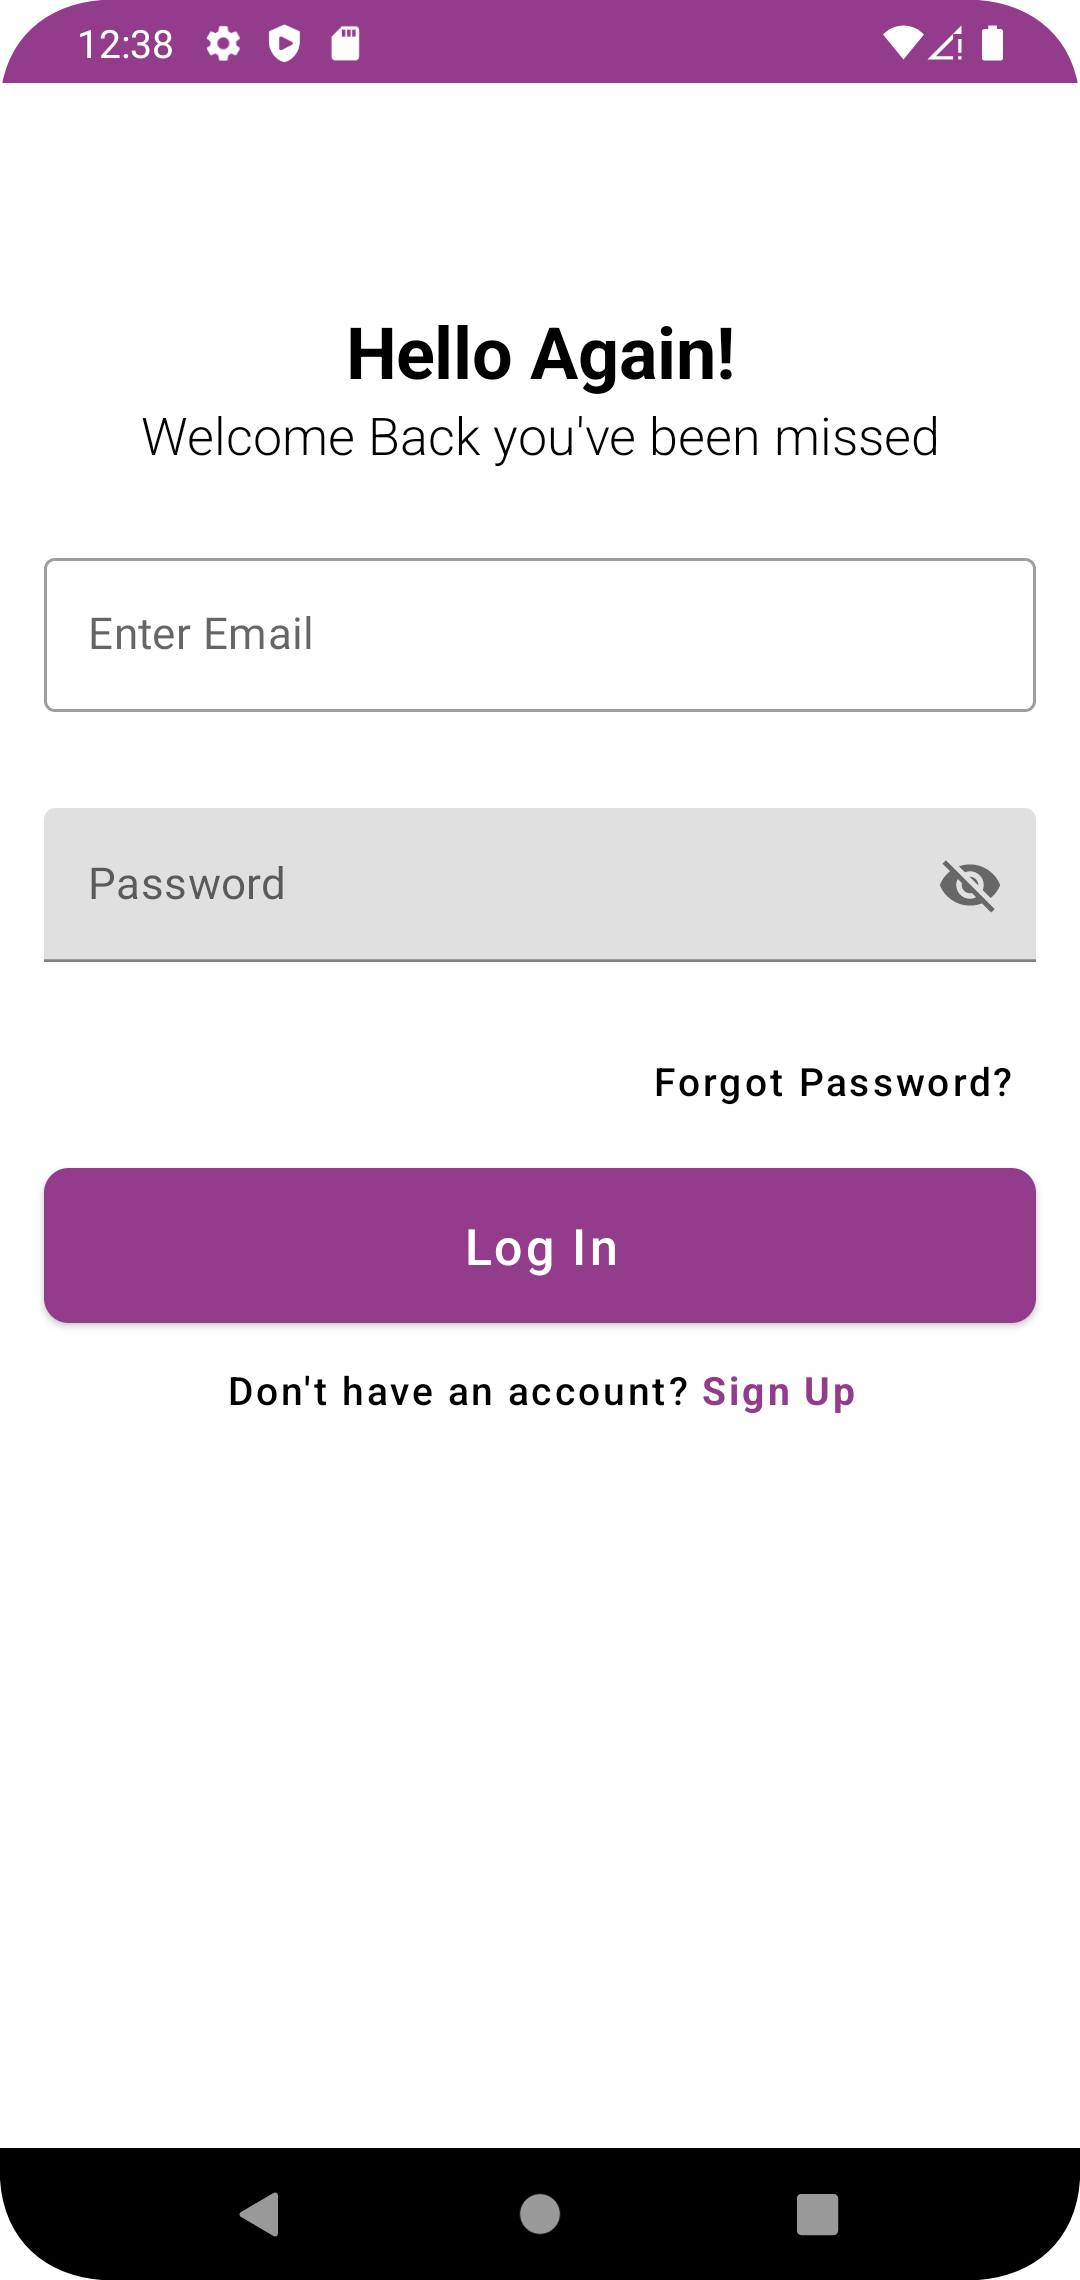 12:38
Hello Again!
Welcome Back you've been missed
Enter Email
Password
Forgot Password?
Log In
Don't have an account? Sign Up